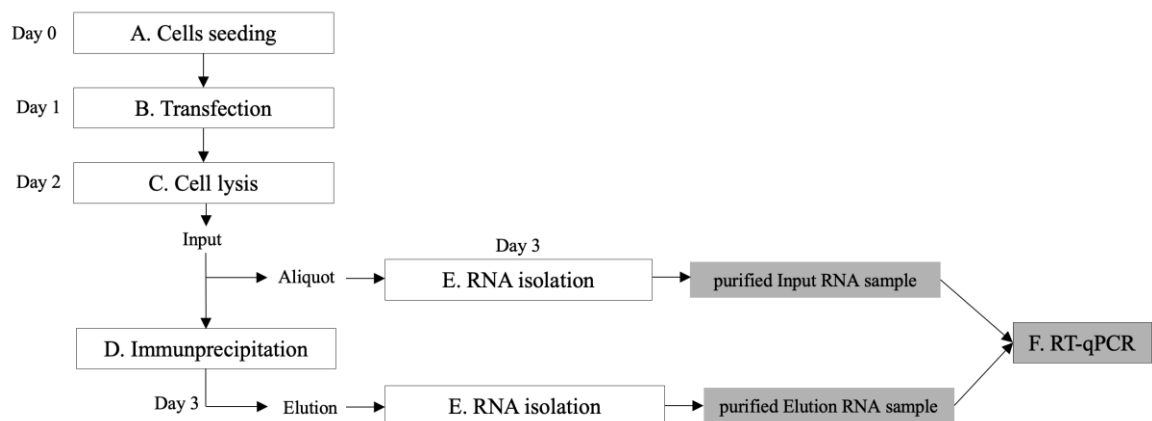 Day 0
A. Cells seeding
Day 1
B. Transfection
Day 2
C. Cell lysis
Input
Day 3
Aliquot
E. RNA isolation
purified Input RNA sample
F. RT-qPCR
D. Immunprecipitation
Day 3
Elution
E. RNA isolation
purified Elution RNA sample